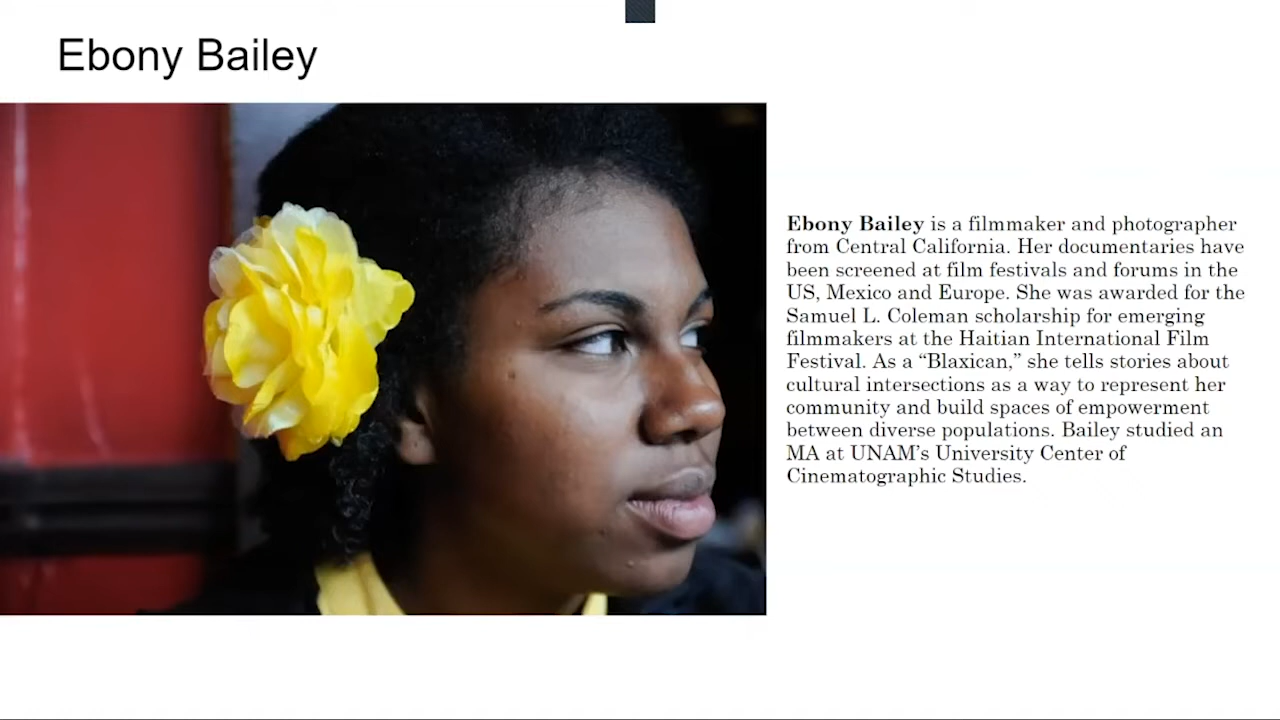 Ebony Bailey
Ebony Bailey is a filmmaker and photographer
from Central California. Her documentaries have
been screened at film festivals and forums in the
US, Mexico and Europe. She was awarded for the
Samuel L. Coleman scholarship for emerging
filmmakers at the Haitian International Film
Festival. As a “Blaxican,” she tells stories about
cultural intersections as a way to represent her
community and build spaces of empowerment
between diverse populations. Bailey studied an
MA at UNAM’s University Center of
Cinematographic Studies.